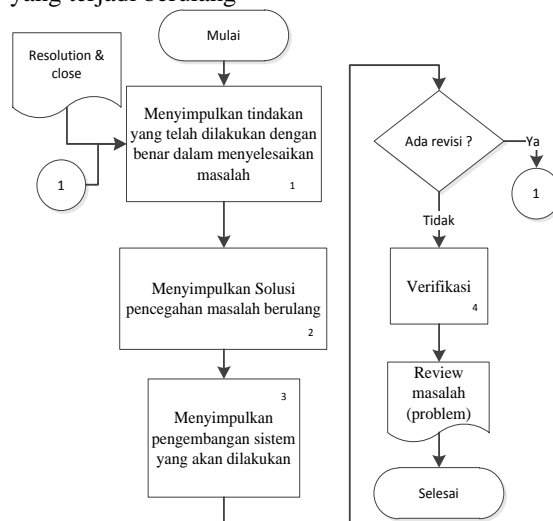 yang terjadi berulang
Mulai
Resolution &
close
Menyimpulkan tindakan
yang telah dilakukan dengan
benar dalam menyelesaikan
masalah
1
1
Menyimpulkan Solusi
pencegahan masalah berulang
2
3
Menyimpulkan
pengembangan sistem
yang akan dilakukan
Ada revisi ?
Ya
1
Tidak
Verifikasi
4
Review
masalah
(problem)
Selesai